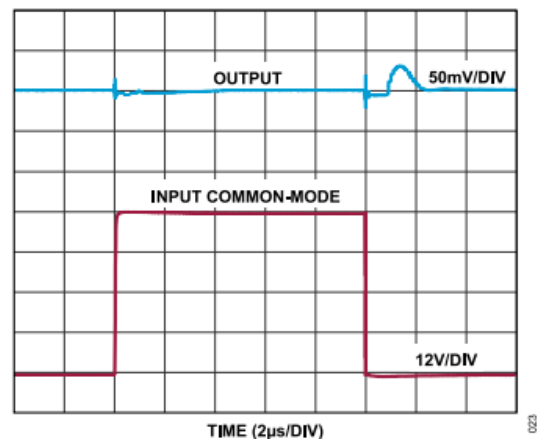 OUTPUT
50mV/DIV
INPUT COMMON-MODE
12V/DIV
TIME (2µs/DIV)
023